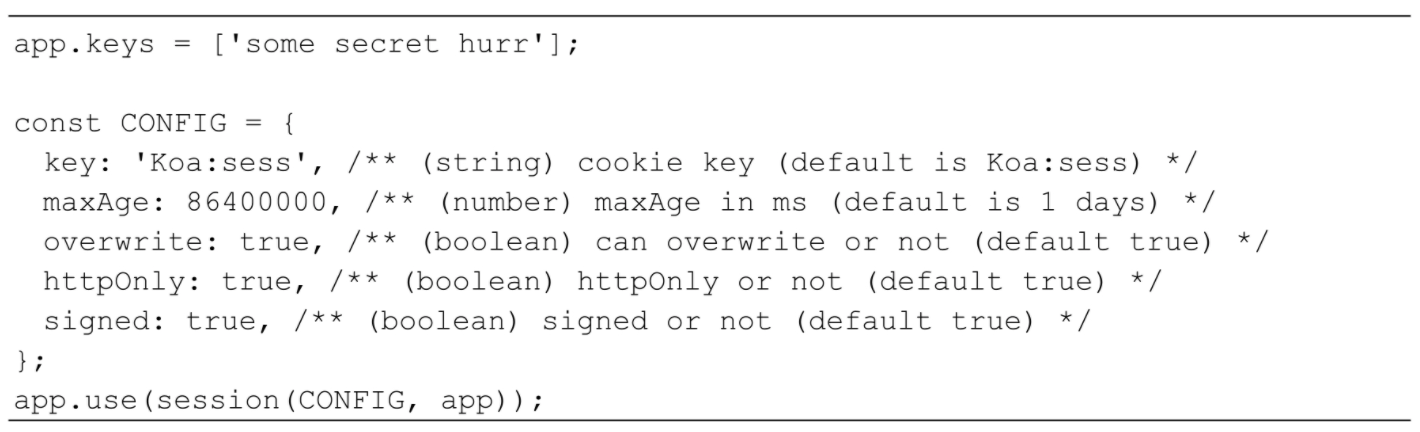 app.keys = ['some secret hurr'];

const CONFIG = {
  key: 'Koa:sess', /** (string) cookie key (default is Koa:sess) */
  maxAge: 86400000, /** (number) maxAge in ms (default is 1 days) */
  overwrite: true, /** (boolean) can overwrite or not (default true) */
  httpOnly: true, /** (boolean) httpOnly or not (default true) */
  signed: true, /** (boolean) signed or not (default true) */
};
app.use(session(CONFIG, app));